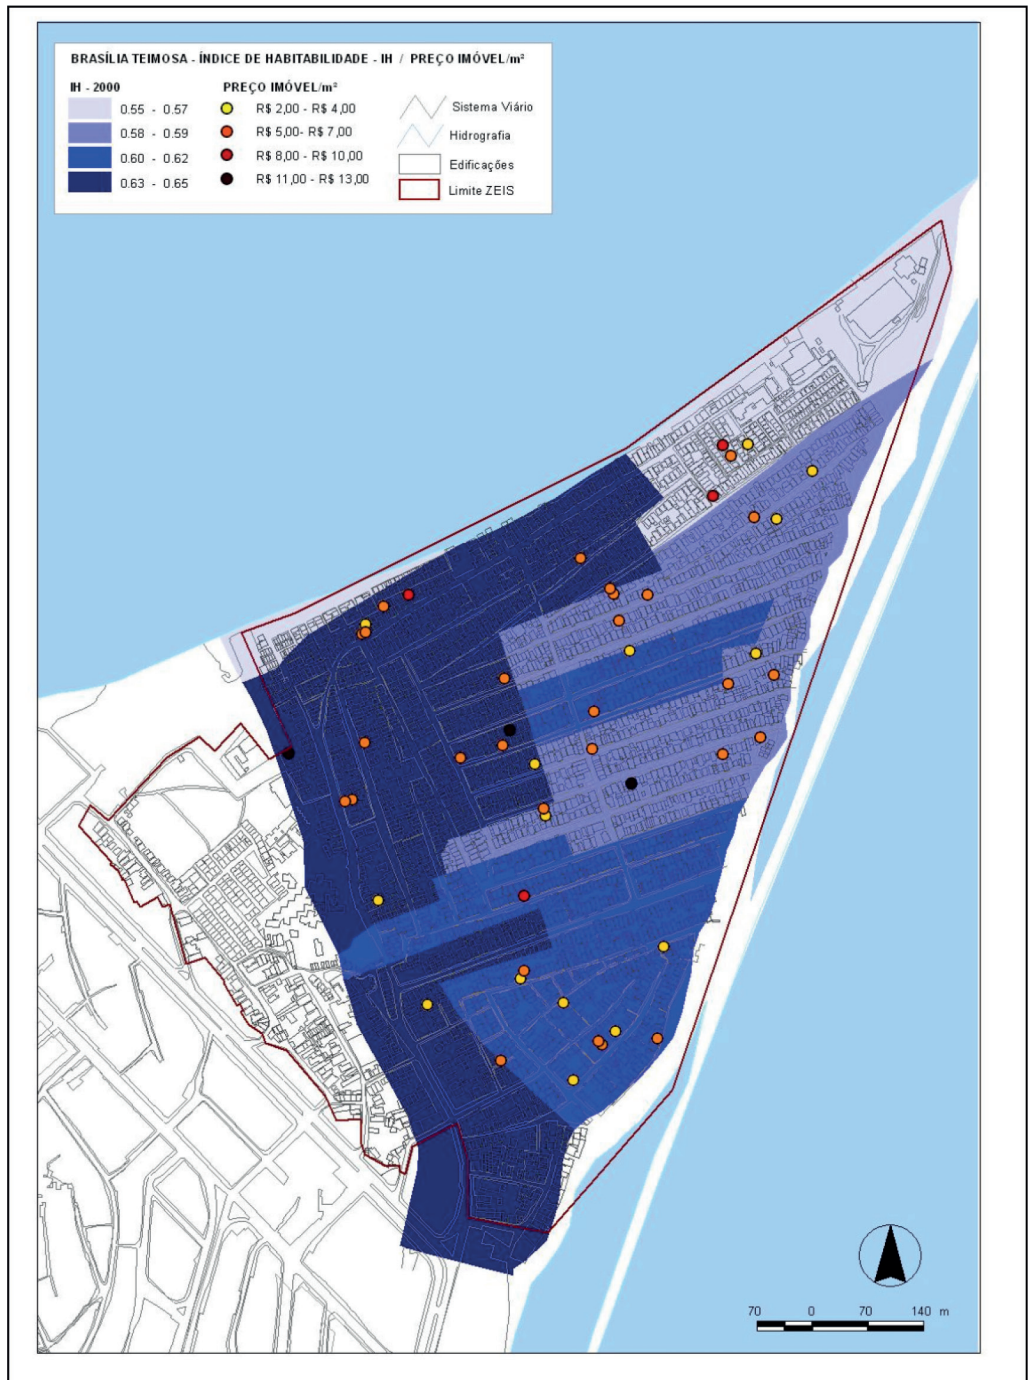 BRASÍLIA TEIMOSA - ÍNDICE DE HABITABILIDADE - IH / PREÇO IMÓVEL/m²
IH - 2000
0.55 - 0.57
0.58 - 0.59
0.60 - 0.62
0.63 - 0.65
PREÇO IMÓVEL/m²
R$ 2,00 - R$ 4,00
R$ 5,00- R$ 7,00
R$ 8,00 - R$ 10,00
R$ 11,00 - R$ 13,00
Sistema Viário
Hidrografia
Edificações
Limite ZEIS
70 0 70 140 m